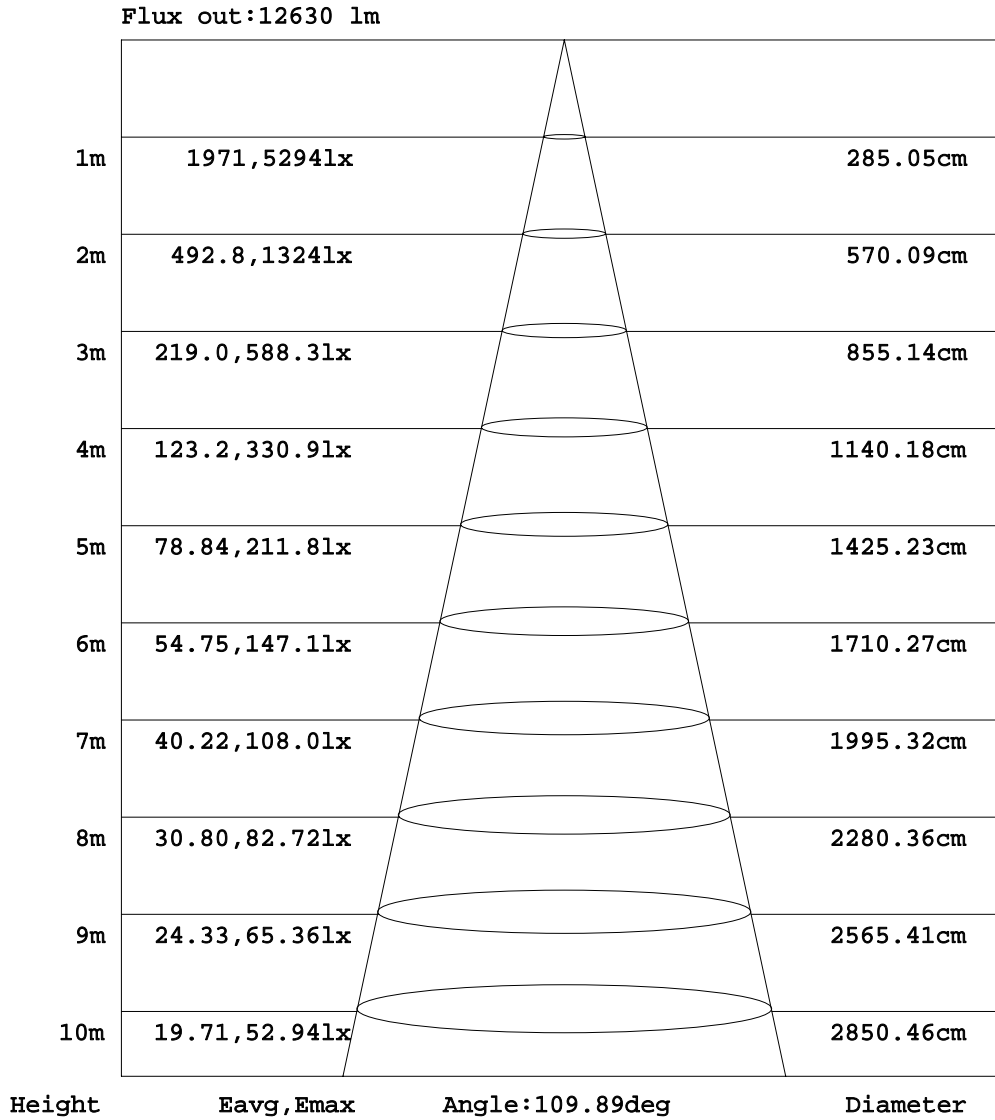 Flux out:12630 lm
1m 1971,5294lx 285.05cm
2m 492.8,1324lx 570.09cm
3m 219.0,588.3lx 855.14cm
4m 123.2,330.9lx 1140.18cm
5m 78.84,211.8lx 1425.23cm
6m 54.75,147.1lx 1710.27cm
7m 40.22,108.0lx 1995.32cm
8m 30.80,82.72lx 2280.36cm
9m 24.33,65.36lx 2565.41cm
10m 19.71,52.94lx 2850.46cm
Height Eavg,Emax Angle:109.89deg Diameter